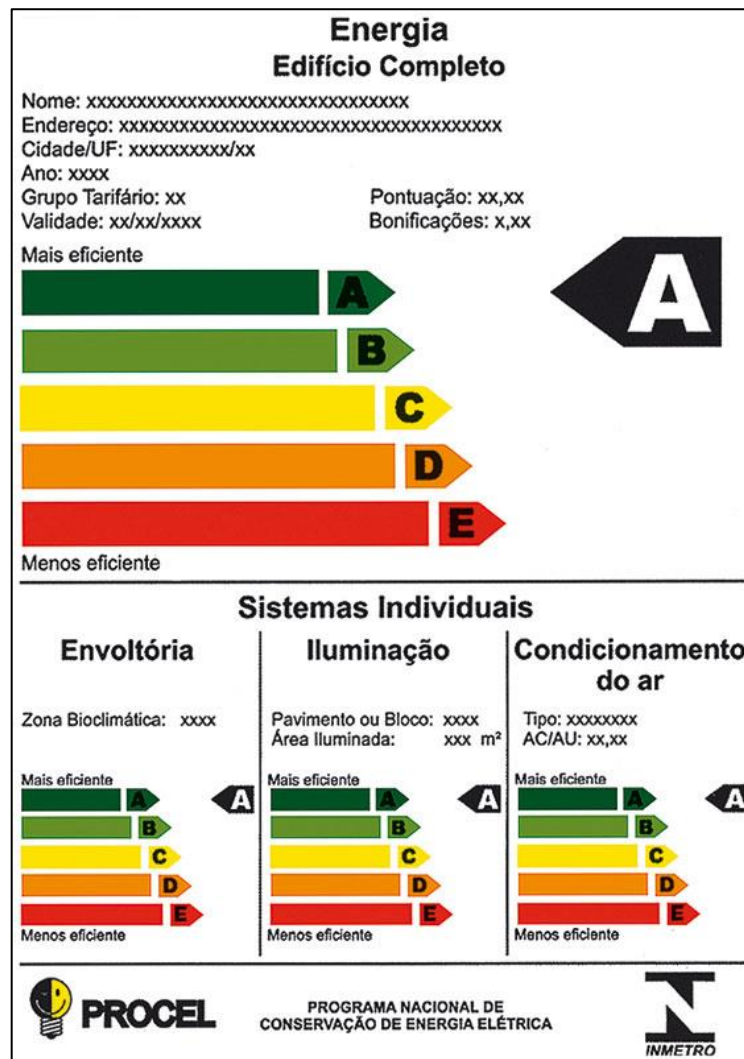 Energia
Edifício Completo
Nome: xxxxxxxxxxxxxxxxxxxxxxxxxxxxxxxx
Endereço: xxxxxxxxxxxxxxxxxxxxxxxxxxxxxxxxxxxxxx
Cidade/UF: xxxxxxxxxx/xx
Ano: xxxx
Grupo Tarifário: xx Pontuação: xx,xx
Validade: xx/xx/xxxx Bonificações: x,xx
Mais eficiente
A A
B
C
D
E
Menos eficiente
Sistemas Individuais
Envoltória
Zona Bioclimática: xxxx
Mais eficiente
A A
B
C
D
E
Menos eficiente
Iluminação
Pavimento ou Bloco: xxxx
Área Iluminada: xxx m²
Mais eficiente
A A
B
C
D
E
Menos eficiente
Condicionamento
do ar
Tipo: xxxxxxxx
AC/AU: xx,xx
Mais eficiente
A A
B
C
D
E
Menos eficiente
PROCEL
PROGRAMA NACIONAL DE
CONSERVAÇÃO DE ENERGIA ELÉTRICA
INMETRO